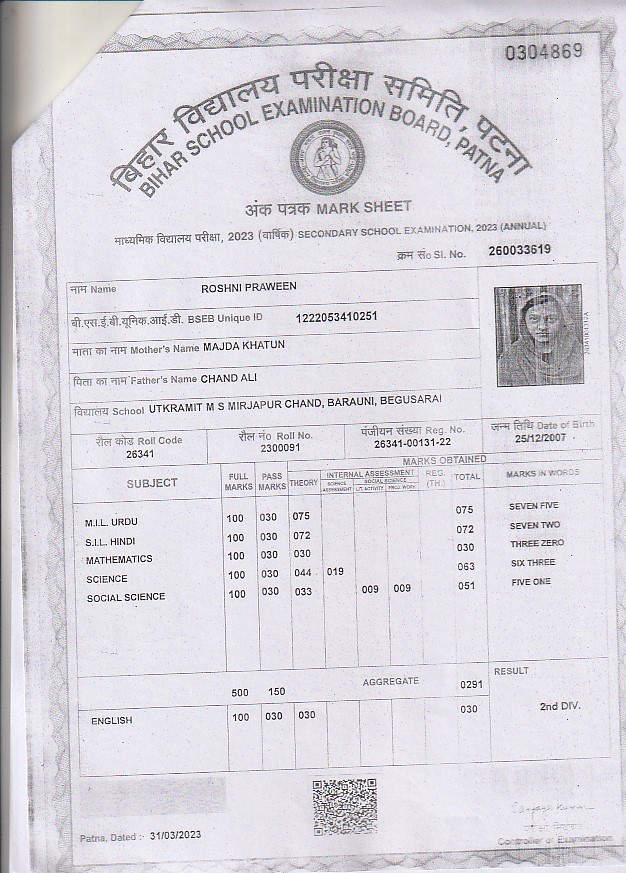 0304869
बिहार विद्यालय परीक्षा समिति, पटना
BIHAR SCHOOL EXAMINATION BOARD, PATNA
अंक पत्रक MARK SHEET
माध्यमिक विद्यालय परीक्षा, 2023 (वार्षिक) SECONDARY SCHOOL EXAMINATION, 2023 (ANNUAL)
क्रम सं० Sl. No. 260033619
नाम Name ROSHNI PRAWEEN
बी.एस.ई.बी.यूनिक.आई.डी. BSEB Unique ID 1222053410251
माता का नाम Mother's Name MAJDA KHATUN
पिता का नाम Father's Name CHAND ALI
विद्यालय School UTKRAMIT M S MIRJAPUR CHAND, BARAUNI, BEGUSARAI
रौल कोड Roll Code रौल नं० Roll No. पंजीयन संख्या Reg. No. जन्म तिथि Date of Birth
26341 2300091 26341-00131-22 25/12/2007
MARKS OBTAINED
SUBJECT FULL MARKS PASS MARKS THEORY INTERNAL ASSESSMENT REG. (TH.) TOTAL MARKS IN WORDS
SCIENCE ASSESSMENT SOCIAL SCIENCE LIT. ACTIVITY PROJ. WORK
M.I.L. URDU 100 030 075 075 SEVEN FIVE
S.I.L. HINDI 100 030 072 072 SEVEN TWO
MATHEMATICS 100 030 030 030 THREE ZERO
SCIENCE 100 030 044 019 063 SIX THREE
SOCIAL SCIENCE 100 030 033 009 009 051 FIVE ONE
500 150 AGGREGATE 0291 RESULT
ENGLISH 100 030 030 030 2nd DIV.
Patna, Dated :- 31/03/2023
Controller of Examination